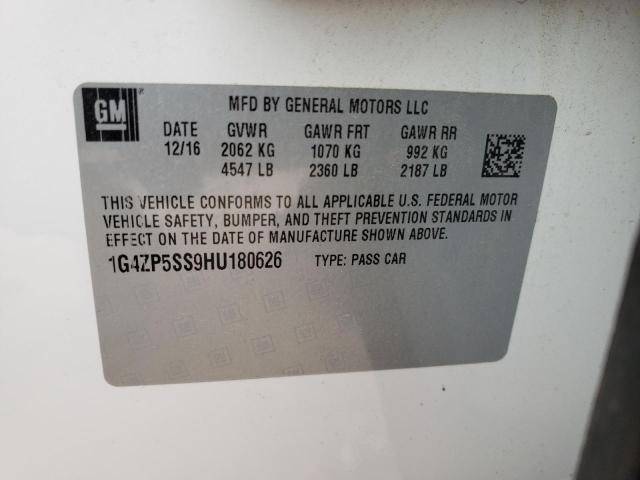 GM
MFD BY GENERAL MOTORS LLC
DATE GVWR GAWR FRT GAWR RR
12/16 2062 KG 1070 KG 992 KG
4547 LB 2360 LB 2187 LB
THIS VEHICLE CONFORMS TO ALL APPLICABLE U.S. FEDERAL MOTOR
VEHICLE SAFETY, BUMPER, AND THEFT PREVENTION STANDARDS IN
EFFECT ON THE DATE OF MANUFACTURE SHOWN ABOVE.
1G4ZP5SS9HU180626 TYPE: PASS CAR